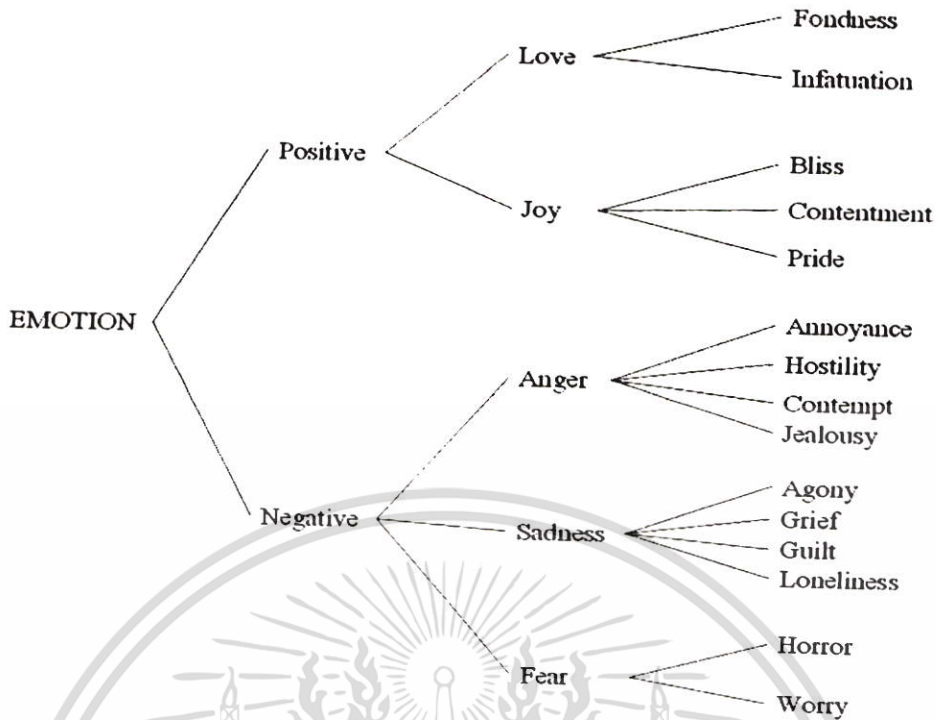 Fondness
Love
Infatuation
Positive
Bliss
Joy
Contentment
Pride
EMOTION
Annoyance
Anger
Hostility
Contempt
Jealousy
Negative
Agony
Sadness
Grief
Guilt
Loneliness
Horror
Fear
Worry